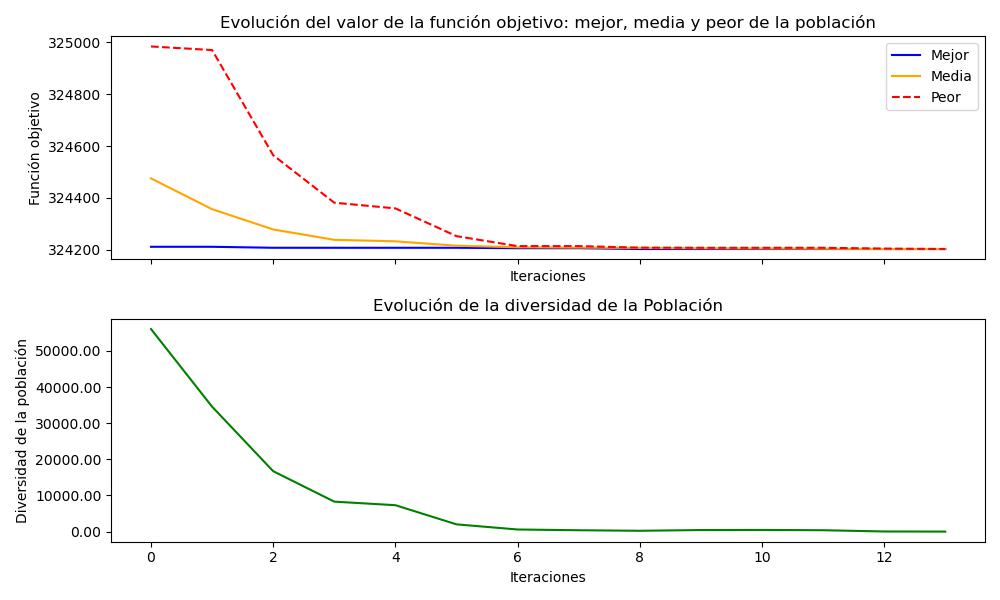 Evolución del valor de la función objetivo: mejor, media y peor de la población
325000
324800
324600
324400
324200
Función objetivo
Mejor
Media
Peor
Iteraciones
Evolución de la diversidad de la Población
50000.00
40000.00
30000.00
20000.00
10000.00
0.00
Diversidad de la población
0 2 4 6 8 10 12
Iteraciones